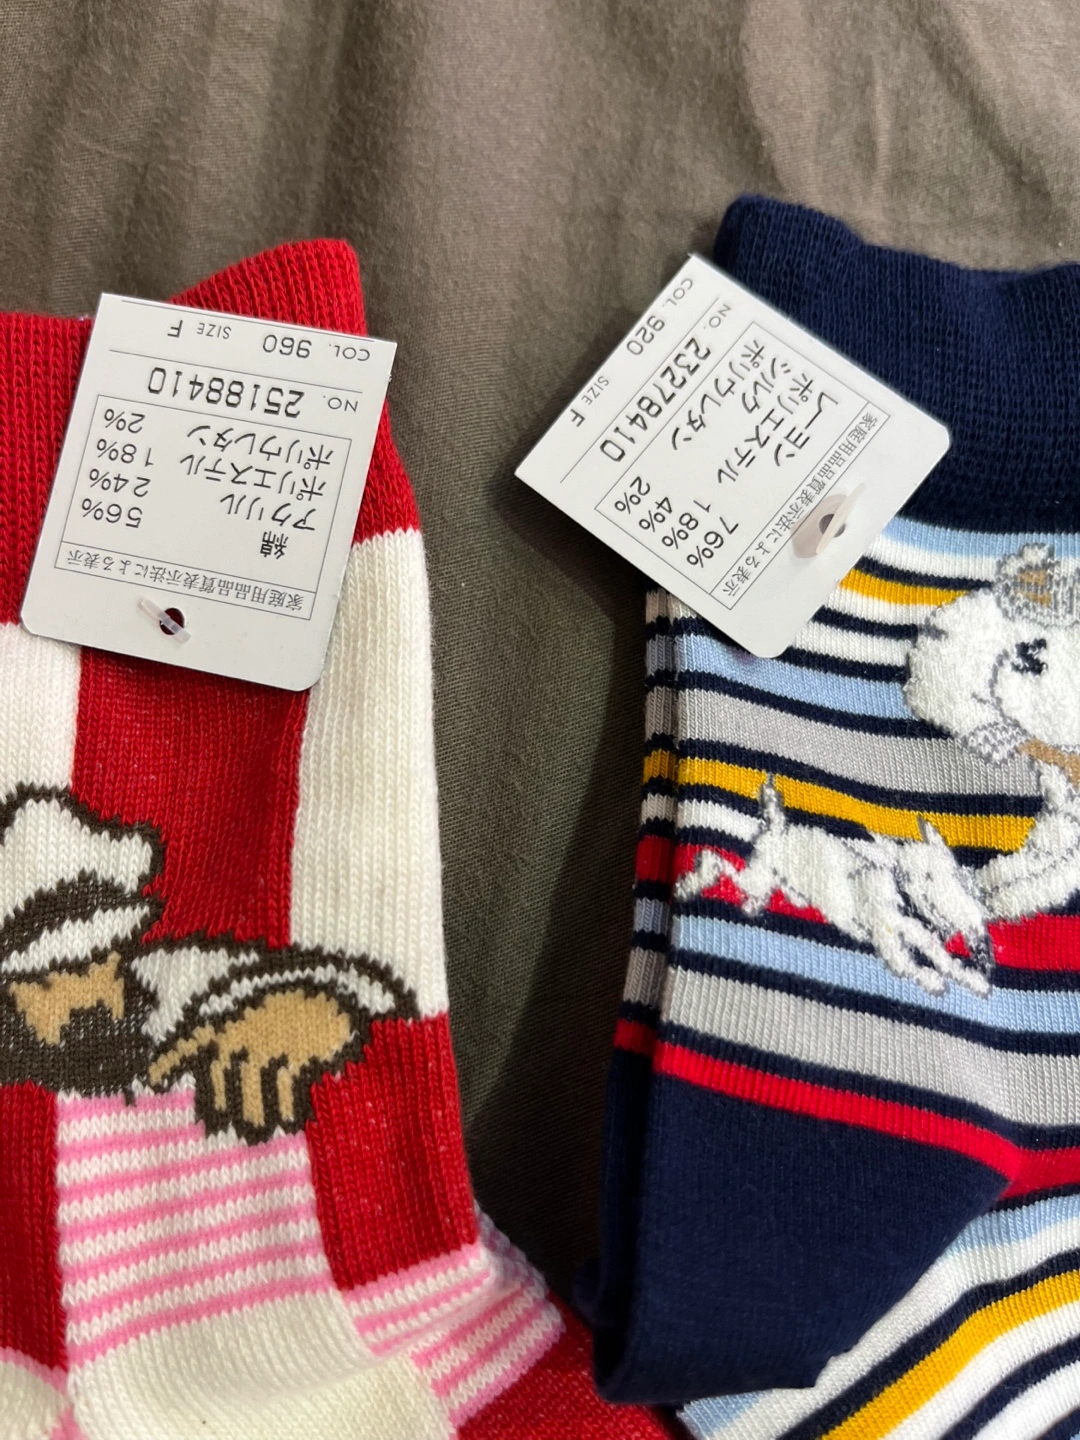 家庭用品品質表示法による表示
綿 56%
アクリル 24%
ポリエステル 18%
ポリウレタン 2%
NO. 25188410
COL. 960 SIZE F
家庭用品品質表示法による表示
レーヨン 76%
ポリエステル 18%
シルク 4%
ポリウレタン 2%
NO. 23278410
COL. 920 SIZE F